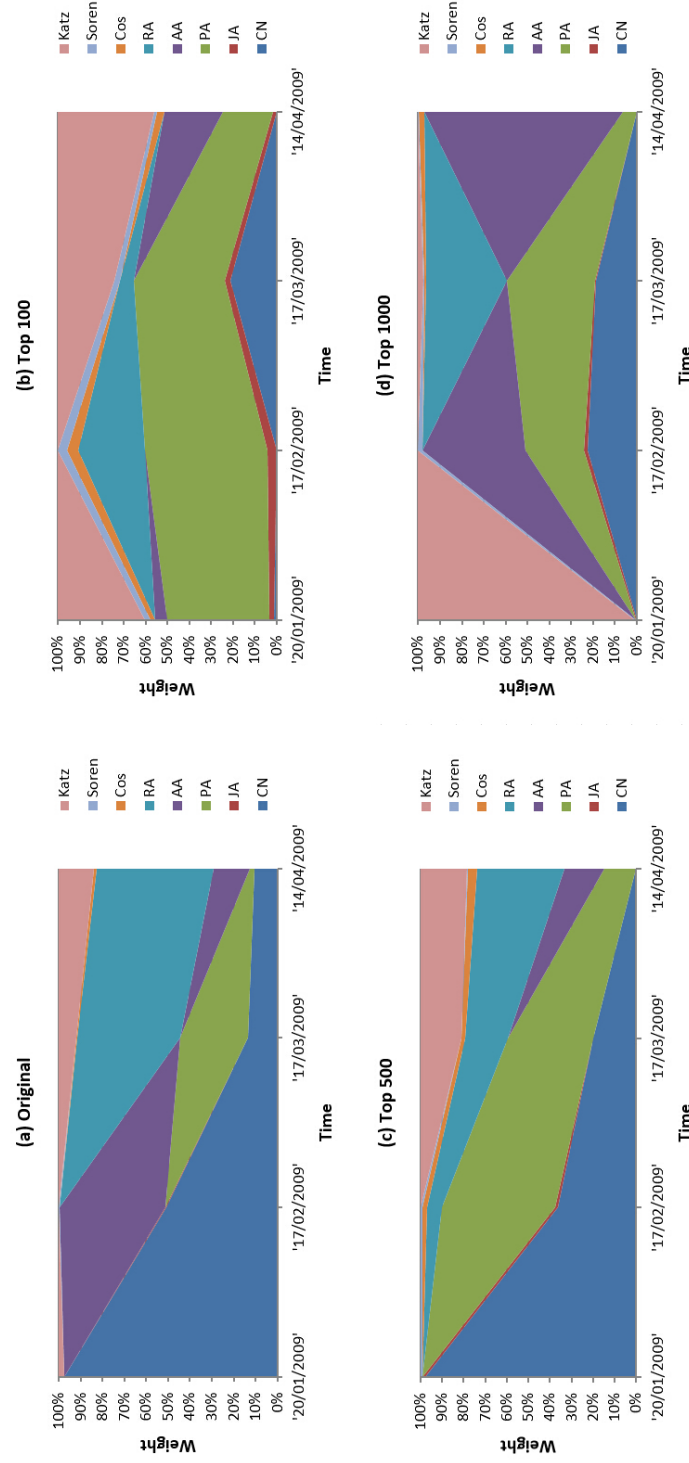 (a) Original
100%
90%
80%
70%
60%
50%
40%
30%
20%
10%
0%
Weight
'20/01/2009'
'17/02/2009'
'17/03/2009'
'14/04/2009'
Time
Katz
Soren
Cos
RA
AA
PA
JA
CN
(b) Top 100
100%
90%
80%
70%
60%
50%
40%
30%
20%
10%
0%
Weight
'20/01/2009'
'17/02/2009'
'17/03/2009'
'14/04/2009'
Time
Katz
Soren
Cos
RA
AA
PA
JA
CN
(c) Top 500
100%
90%
80%
70%
60%
50%
40%
30%
20%
10%
0%
Weight
'20/01/2009'
'17/02/2009'
'17/03/2009'
'14/04/2009'
Time
Katz
Soren
Cos
RA
AA
PA
JA
CN
(d) Top 1000
100%
90%
80%
70%
60%
50%
40%
30%
20%
10%
0%
Weight
'20/01/2009'
'17/02/2009'
'17/03/2009'
'14/04/2009'
Time
Katz
Soren
Cos
RA
AA
PA
JA
CN